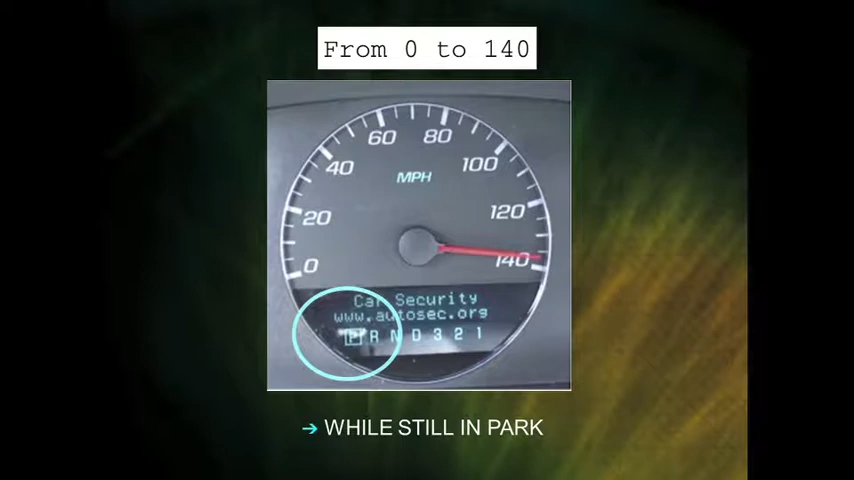 From 0 to 140
60 80
40 100
MPH
20 120
0 140
Car Security
www.autosec.org
P R N D 3 2 1
➔ WHILE STILL IN PARK